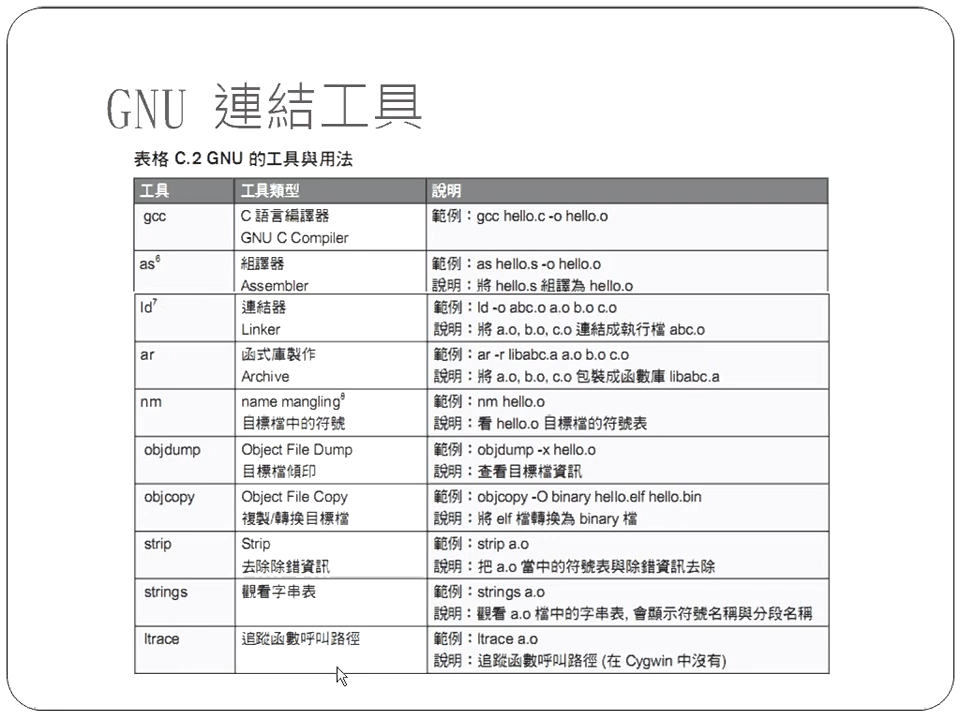 GNU 連結工具
表格 C.2 GNU 的工具與用法
工具 工具類型 說明
gcc C 語言編譯器 範例：gcc hello.c -o hello.o
GNU C Compiler
as6 組譯器 範例：as hello.s -o hello.o
Assembler 說明：將 hello.s 組譯為 hello.o
ld7 連結器 範例：ld -o abc.o a.o b.o c.o
Linker 說明：將 a.o, b.o, c.o 連結成執行檔 abc.o
ar 函式庫製作 範例：ar -r libabc.a a.o b.o c.o
Archive 說明：將 a.o, b.o, c.o 包裝成函數庫 libabc.a
nm name mangling8 範例：nm hello.o
目標檔中的符號 說明：看 hello.o 目標檔的符號表
objdump Object File Dump 範例：objdump -x hello.o
目標檔傾印 說明：查看目標檔資訊
objcopy Object File Copy 範例：objcopy -O binary hello.elf hello.bin
複製/轉換目標檔 說明：將 elf 檔轉換為 binary 檔
strip Strip 範例：strip a.o
去除除錯資訊 說明：把 a.o 當中的符號表與除錯資訊去除
strings 觀看字串表 範例：strings a.o
說明：觀看 a.o 檔中的字串表, 會顯示符號名稱與分段名稱
ltrace 追蹤函數呼叫路徑 範例：ltrace a.o
說明：追蹤函數呼叫路徑 (在 Cygwin 中沒有)